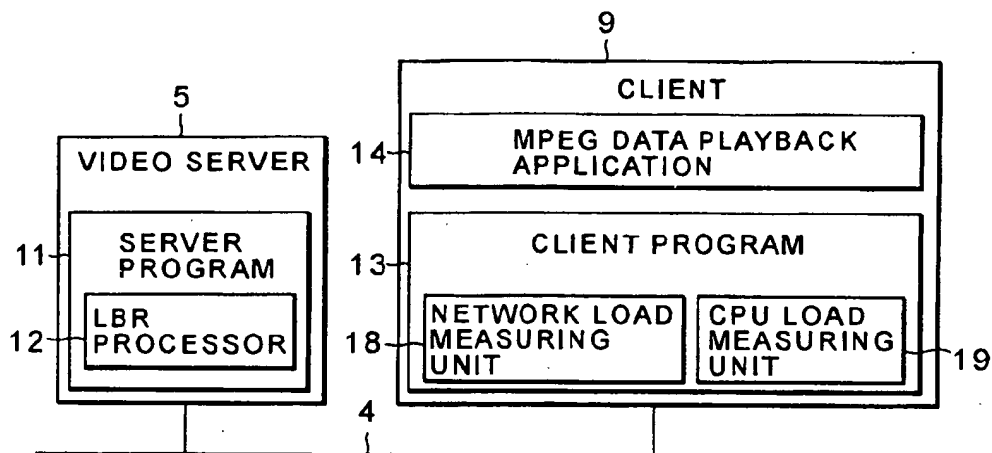 9
CLIENT
5
VIDEO SERVER
14
MPEG DATA PLAYBACK
APPLICATION
11
SERVER
PROGRAM
13
CLIENT PROGRAM
12
LBR
PROCESSOR
18
NETWORK LOAD
MEASURING
UNIT
CPU LOAD
MEASURING
UNIT
19
4